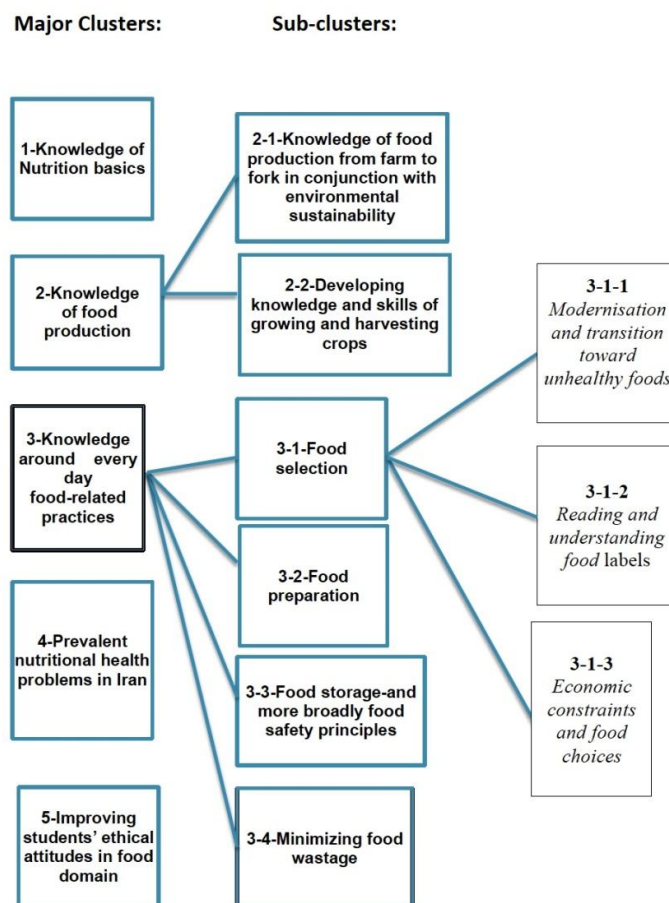 Major Clusters:
Sub-clusters:
1-Knowledge of
Nutrition basics
2-Knowledge
of food
production
3-Knowledge
around every
day
food-related
practices
4-Prevalent
nutritional health
problems in Iran
5-Improving
students' ethical
attitudes in food
domain
2-1-Knowledge of food
production from farm to
fork in conjunction with
environmental
sustainability
2-2-Developing
knowledge and skills of
growing and harvesting
crops
3-1-Food
selection
3-2-Food
preparation
3-3-Food storage-and
more broadly food
safety principles
3-4-Minimizing food
wastage
3-1-1
Modernisation
and transition
toward
unhealthy foods
3-1-2
Reading and
understanding
food labels
3-1-3
Economic
constraints
and food
choices